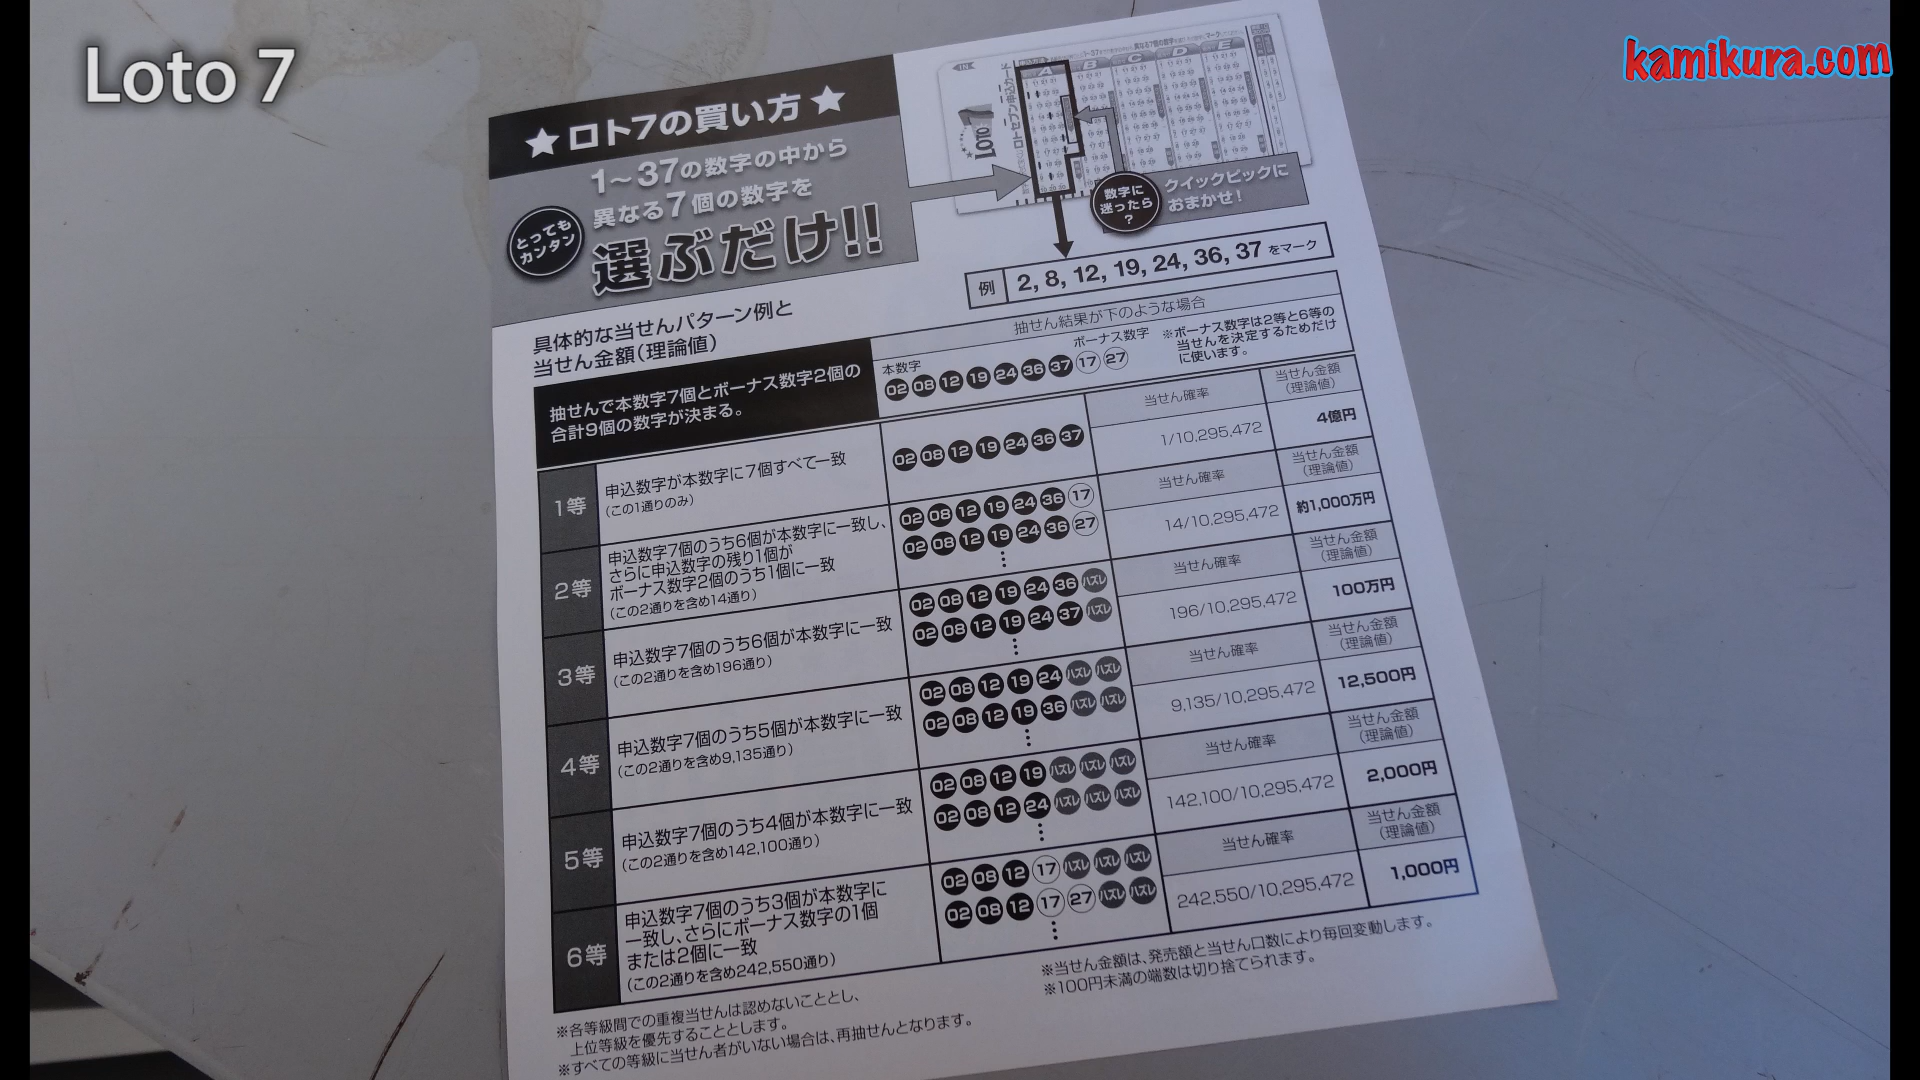 Loto 7
kamikura.com
★ロト7の買い方★
1～37の数字の中から
異なる7個の数字を
選ぶだけ!!
とっても
カンタン
LOTO
ロトセブン申込カード
A B C D E
数字に
迷ったら
?
クイックピックに
おまかせ!
例 2, 8, 12, 19, 24, 36, 37 をマーク
具体的な当せんパターン例と
当せん金額(理論値)
抽せんで本数字7個とボーナス数字2個の
合計9個の数字が決まる。
抽せん結果が下のような場合
本数字 ボーナス数字
02 08 12 19 24 36 37 17 27
※ボーナス数字は2等と6等の
当せんを決定するためだけ
に使います。
1等
申込数字が本数字に7個すべて一致
(この1通りのみ)
02 08 12 19 24 36 37
当せん確率
1/10,295,472
当せん金額
(理論値)
4億円
2等
申込数字7個のうち6個が本数字に一致し、
さらに申込数字の残り1個が
ボーナス数字2個のうち1個に一致
(この2通りを含め14通り)
02 08 12 19 24 36 17
02 08 12 19 24 36 27
⋮
当せん確率
14/10,295,472
当せん金額
(理論値)
約1,000万円
3等
申込数字7個のうち6個が本数字に一致
(この2通りを含め196通り)
02 08 12 19 24 36 ハズレ
02 08 12 19 24 37 ハズレ
⋮
当せん確率
196/10,295,472
当せん金額
(理論値)
100万円
4等
申込数字7個のうち5個が本数字に一致
(この2通りを含め9,135通り)
02 08 12 19 24 ハズレ ハズレ
02 08 12 19 36 ハズレ ハズレ
⋮
当せん確率
9,135/10,295,472
当せん金額
(理論値)
12,500円
5等
申込数字7個のうち4個が本数字に一致
(この2通りを含め142,100通り)
02 08 12 19 ハズレ ハズレ ハズレ
02 08 12 24 ハズレ ハズレ ハズレ
⋮
当せん確率
142,100/10,295,472
当せん金額
(理論値)
2,000円
6等
申込数字7個のうち3個が本数字に
一致し、さらにボーナス数字の1個
または2個に一致
(この2通りを含め242,550通り)
02 08 12 17 ハズレ ハズレ ハズレ
02 08 12 17 27 ハズレ ハズレ
⋮
当せん確率
242,550/10,295,472
当せん金額
(理論値)
1,000円
※各等級間での重複当せんは認めないこととし、
上位等級を優先することとします。
※すべての等級に当せん者がいない場合は、再抽せんとなります。
※当せん金額は、発売額と当せん口数により毎回変動します。
※100円未満の端数は切り捨てられます。